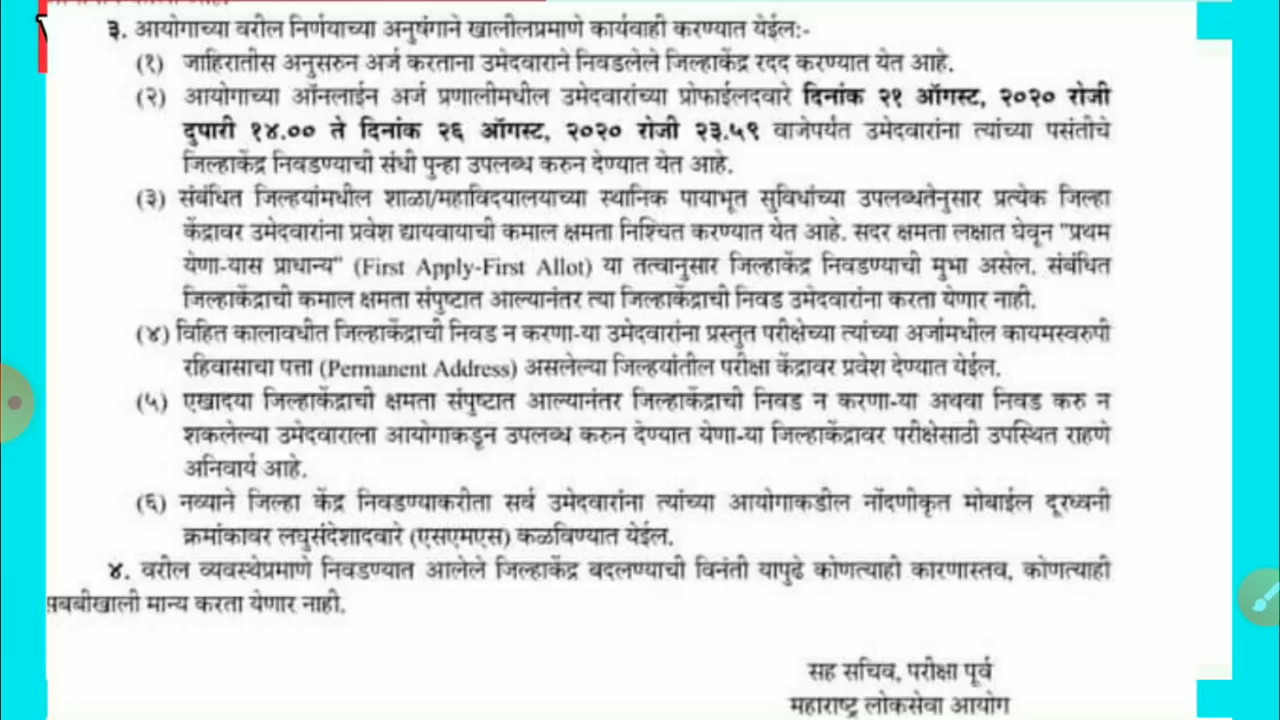 ३. आयोगाच्या वरील निर्णयाच्या अनुषंगाने खालीलप्रमाणे कार्यवाही करण्यात येईल:-
(१) जाहिरातीस अनुसरुन अर्ज करताना उमेदवाराने निवडलेले जिल्हाकेंद्र रदद करण्यात येत आहे.
(२) आयोगाच्या ऑनलाईन अर्ज प्रणालीमधील उमेदवारांच्या प्रोफाईलदवारे दिनांक २१ ऑगस्ट, २०२० रोजी
दुपारी १४.०० ते दिनांक २६ ऑगस्ट, २०२० रोजी २३.५९ वाजेपर्यंत उमेदवारांना त्यांच्या पसंतीचे
जिल्हाकेंद्र निवडण्याची संधी पुन्हा उपलब्ध करुन देण्यात येत आहे.
(३) संबंधित जिल्हयांमधील शाळा/महाविदयालयाच्या स्थानिक पायाभूत सुविधांच्या उपलब्धतेनुसार प्रत्येक जिल्हा
केंद्रावर उमेदवारांना प्रवेश द्यायवायाची कमाल क्षमता निश्चित करण्यात येत आहे. सदर क्षमता लक्षात घेवून "प्रथम
येणा-यास प्राधान्य" (First Apply-First Allot) या तत्वानुसार जिल्हाकेंद्र निवडण्याची मुभा असेल. संबंधित
जिल्हाकेंद्राची कमाल क्षमता संपुष्टात आल्यानंतर त्या जिल्हाकेंद्राची निवड उमेदवारांना करता येणार नाही.
(४) विहित कालावधीत जिल्हाकेंद्राची निवड न करणा-या उमेदवारांना प्रस्तुत परीक्षेच्या त्यांच्या अर्जामधील कायमस्वरुपी
रहिवासाचा पत्ता (Permanent Address) असलेल्या जिल्हयांतील परीक्षा केंद्रावर प्रवेश देण्यात येईल.
(५) एखादया जिल्हाकेंद्राची क्षमता संपुष्टात आल्यानंतर जिल्हाकेंद्राची निवड न करणा-या अथवा निवड करु न
शकलेल्या उमेदवाराला आयोगाकडून उपलब्ध करुन देण्यात येणा-या जिल्हाकेंद्रावर परीक्षेसाठी उपस्थित राहणे
अनिवार्य आहे.
(६) नव्याने जिल्हा केंद्र निवडण्याकरीता सर्व उमेदवारांना त्यांच्या आयोगाकडील नोंदणीकृत मोबाईल दूरध्वनी
क्रमांकावर लघुसंदेशादवारे (एसएमएस) कळविण्यात येईल.
४. वरील व्यवस्थेप्रमाणे निवडण्यात आलेले जिल्हाकेंद्र बदलण्याची विनंती यापुढे कोणत्याही कारणास्तव, कोणत्याही
सबबीखाली मान्य करता येणार नाही.
सह सचिव, परीक्षा पूर्व
महाराष्ट्र लोकसेवा आयोग